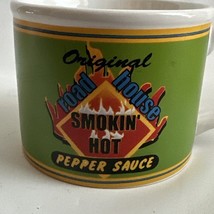 Original
Road house
SMOKIN'
HOT
PEPPER SAUCE